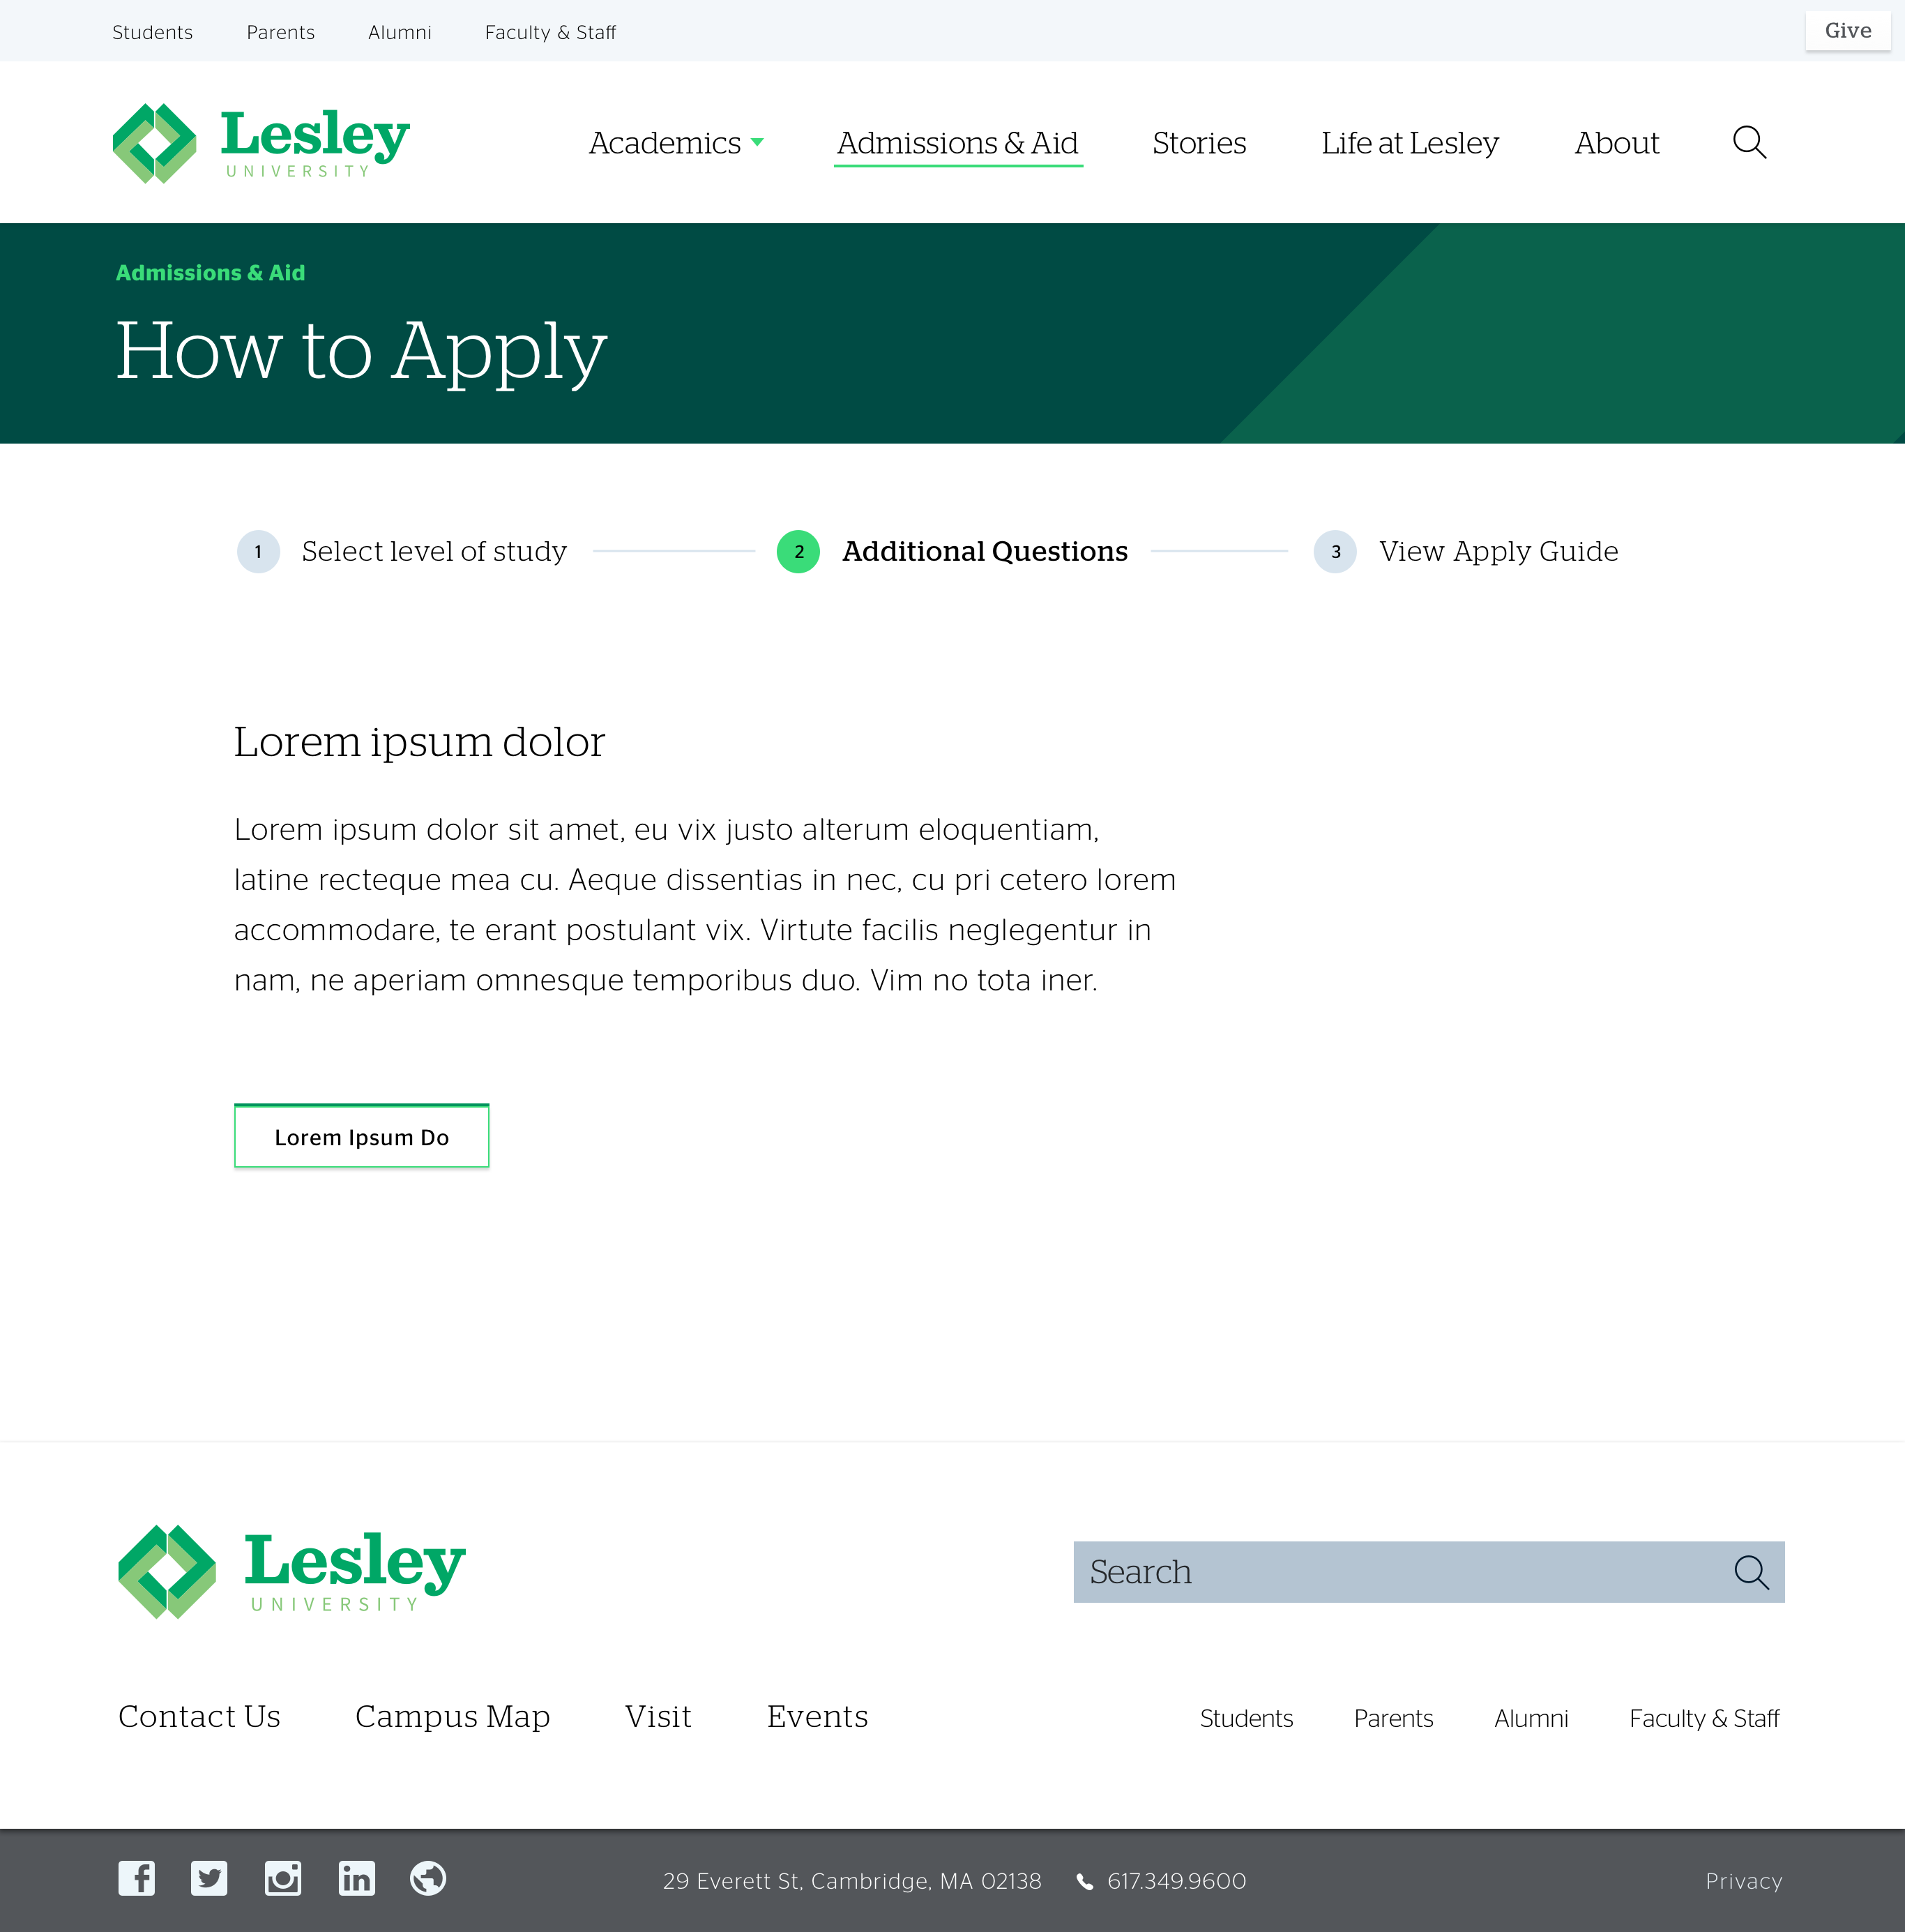 Students Parents Alumni Faculty & Staff Give
Lesley
UNIVERSITY
Academics Admissions & Aid Stories Life at Lesley About
Admissions & Aid
How to Apply
1 Select level of study 2 Additional Questions 3 View Apply Guide
Lorem ipsum dolor
Lorem ipsum dolor sit amet, eu vix justo alterum eloquentiam,
latine recteque mea cu. Aeque dissentias in nec, cu pri cetero lorem
accommodare, te erant postulant vix. Virtute facilis neglegentur in
nam, ne aperiam omnesque temporibus duo. Vim no tota iner.
Lorem Ipsum Do
Lesley
UNIVERSITY
Search
Contact Us Campus Map Visit Events Students Parents Alumni Faculty & Staff
29 Everett St, Cambridge, MA 02138 617.349.9600 Privacy